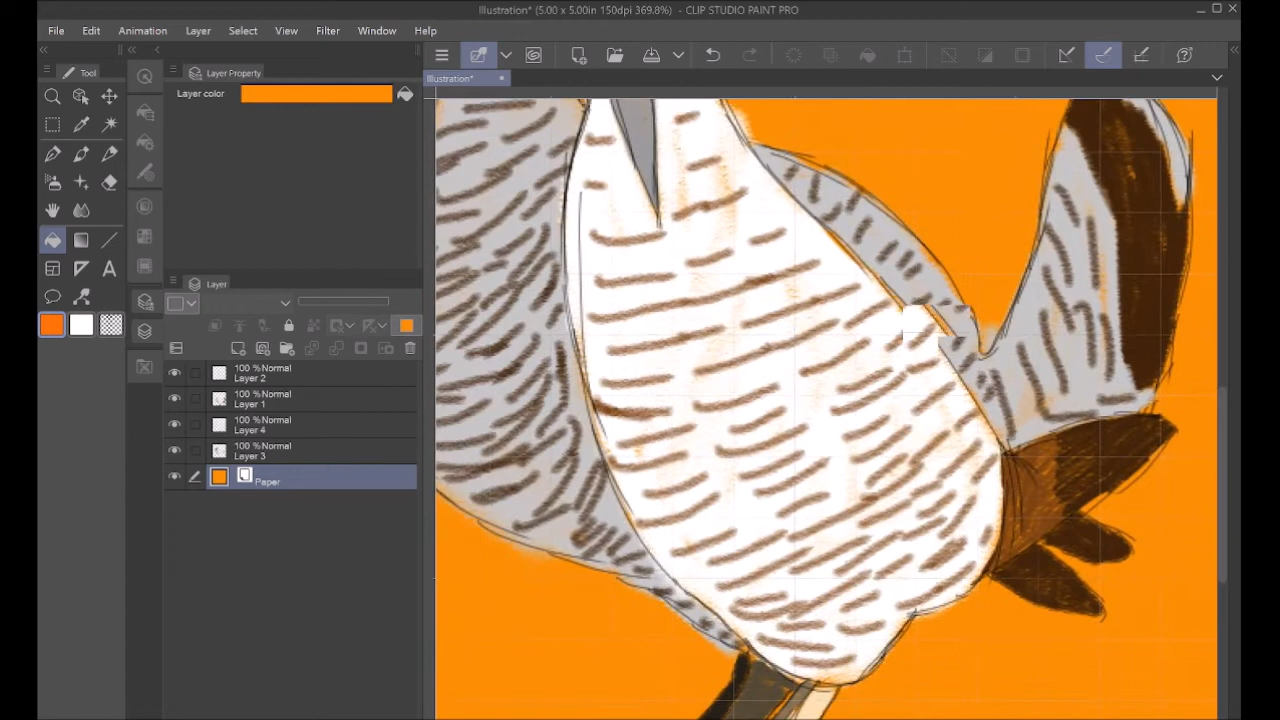 Illustration* (5.00 x 5.00in 150dpi 369.8%) - CLIP STUDIO PAINT PRO
File Edit Animation Layer Select View Filter Window Help
Tool
Layer Property
Illustration*
Layer color
Layer
100 %Normal
Layer 2
100 %Normal
Layer 1
100 %Normal
Layer 4
100 %Normal
Layer 3
Paper